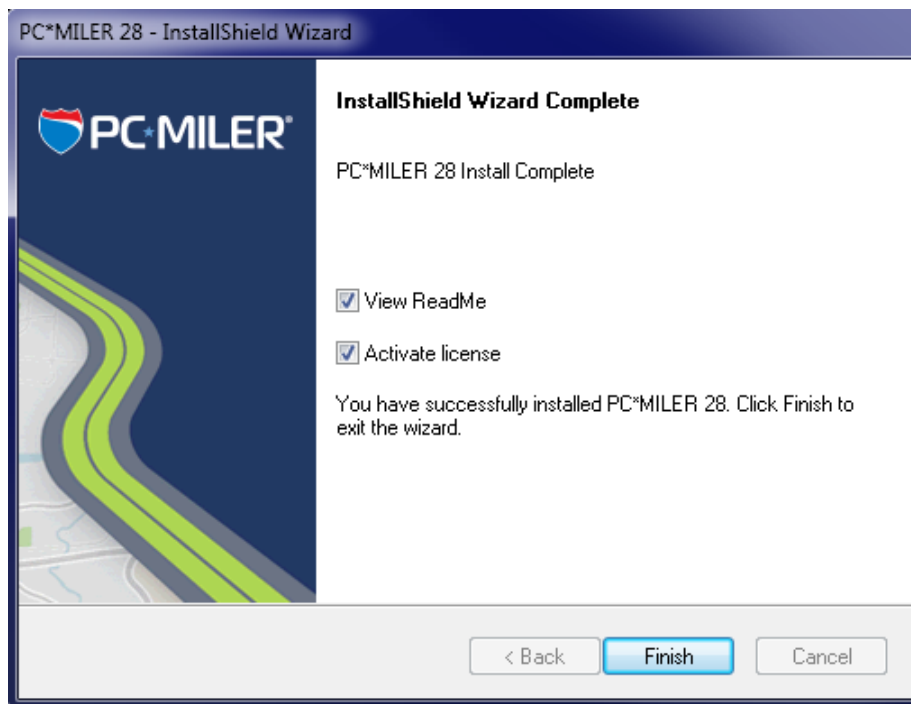 PC*MILER 28 - InstallShield Wizard
PC★MILER®
InstallShield Wizard Complete
PC*MILER 28 Install Complete
View ReadMe
Activate license
You have successfully installed PC*MILER 28. Click Finish to
exit the wizard.
< Back
Finish
Cancel